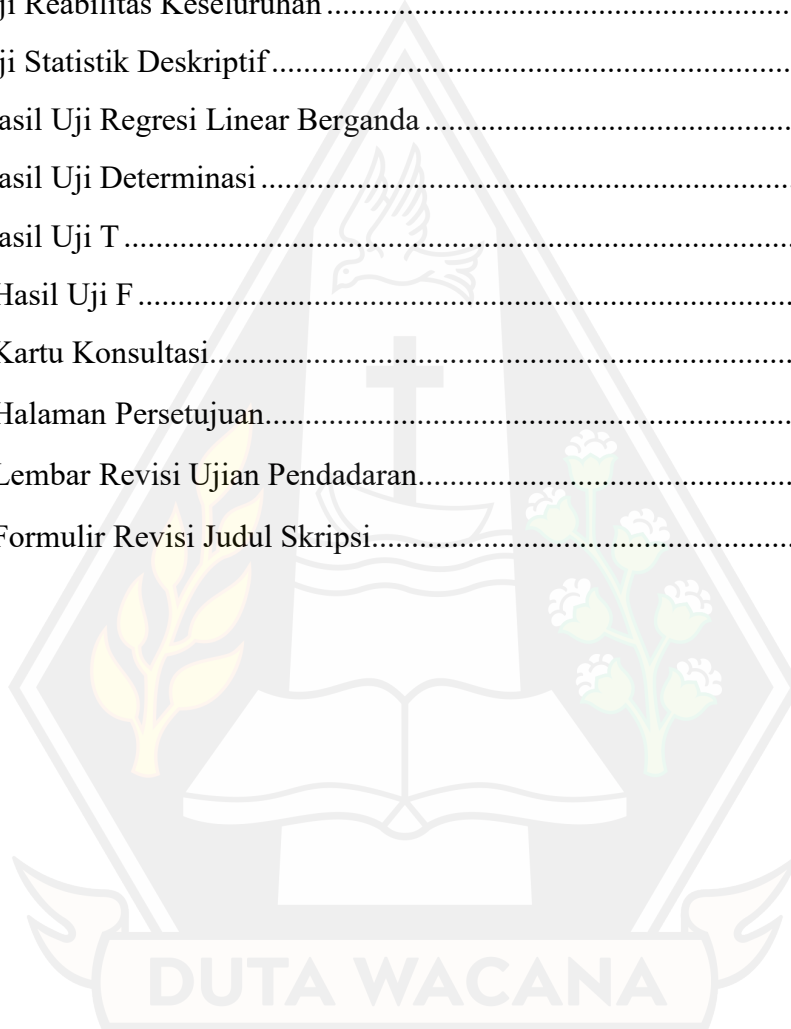 ji Reabilitas Keseluruhan................................................
ji Statistik Deskriptif................................................
asil Uji Regresi Linear Berganda................................................
asil Uji Determinasi................................................
asil Uji T................................................
Hasil Uji F................................................
Kartu Konsultasi................................................
Halaman Persetujuan................................................
Lembar Revisi Ujian Pendadaran................................................
Formulir Revisi Judul Skripsi................................................
DUTA WACANA